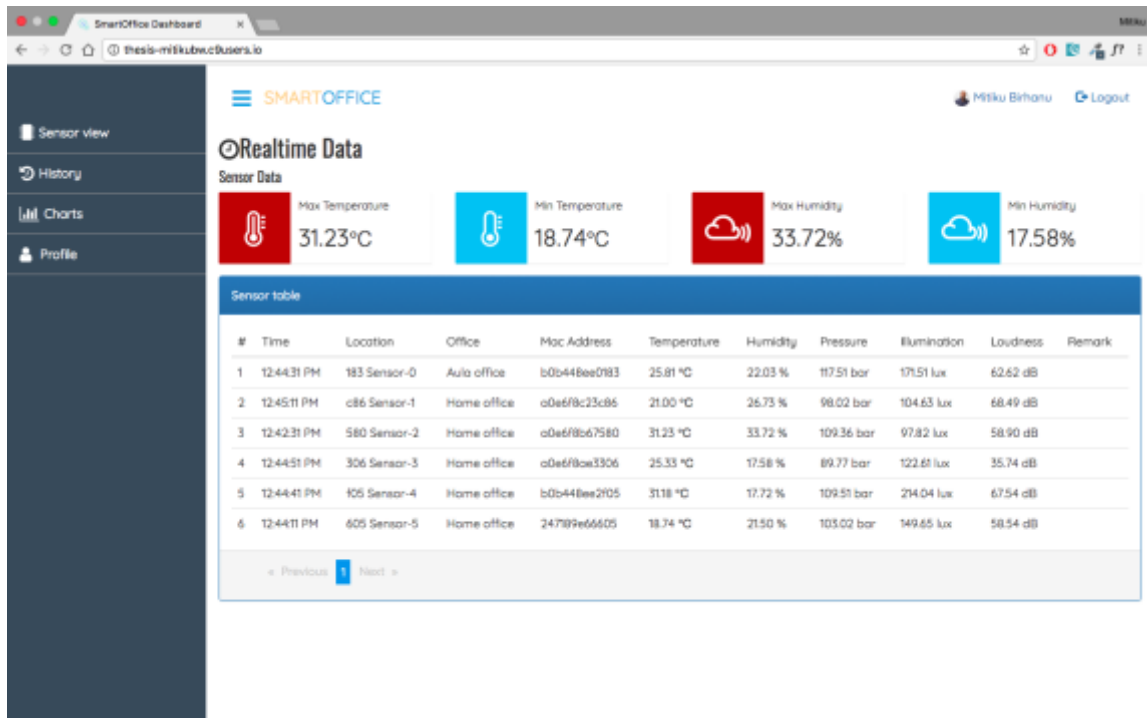 SmartOffice Dashboard
Mitiku
thesis-mitikubw.c9users.io
SMARTOFFICE
Mitiku Birhanu Logout
Sensor view
History
Charts
Profile
Realtime Data
Sensor Data
Max Temperature
31.23°C
Min Temperature
18.74°C
Max Humidity
33.72%
Min Humidity
17.58%
Sensor table
# Time Location Office Mac Address Temperature Humidity Pressure Illumination Loudness Remark
1 12:44:31 PM 183 Sensor-0 Aula office b0b448ee0183 25.81 °C 22.03 % 117.51 bar 171.51 lux 62.62 dB
2 12:45:11 PM c86 Sensor-1 Home office a0e6f8c23c86 21.00 °C 26.73 % 98.02 bar 104.63 lux 68.49 dB
3 12:42:31 PM 580 Sensor-2 Home office a0e6f8b67580 31.23 °C 33.72 % 109.36 bar 97.82 lux 58.90 dB
4 12:44:51 PM 306 Sensor-3 Home office a0e6f8ae3306 25.33 °C 17.58 % 89.77 bar 122.61 lux 35.74 dB
5 12:44:41 PM f05 Sensor-4 Home office b0b448ee2f05 31.18 °C 17.72 % 109.51 bar 214.04 lux 67.54 dB
6 12:44:11 PM 605 Sensor-5 Home office 247189e66605 18.74 °C 21.50 % 103.02 bar 149.65 lux 58.54 dB
« Previous 1 Next »